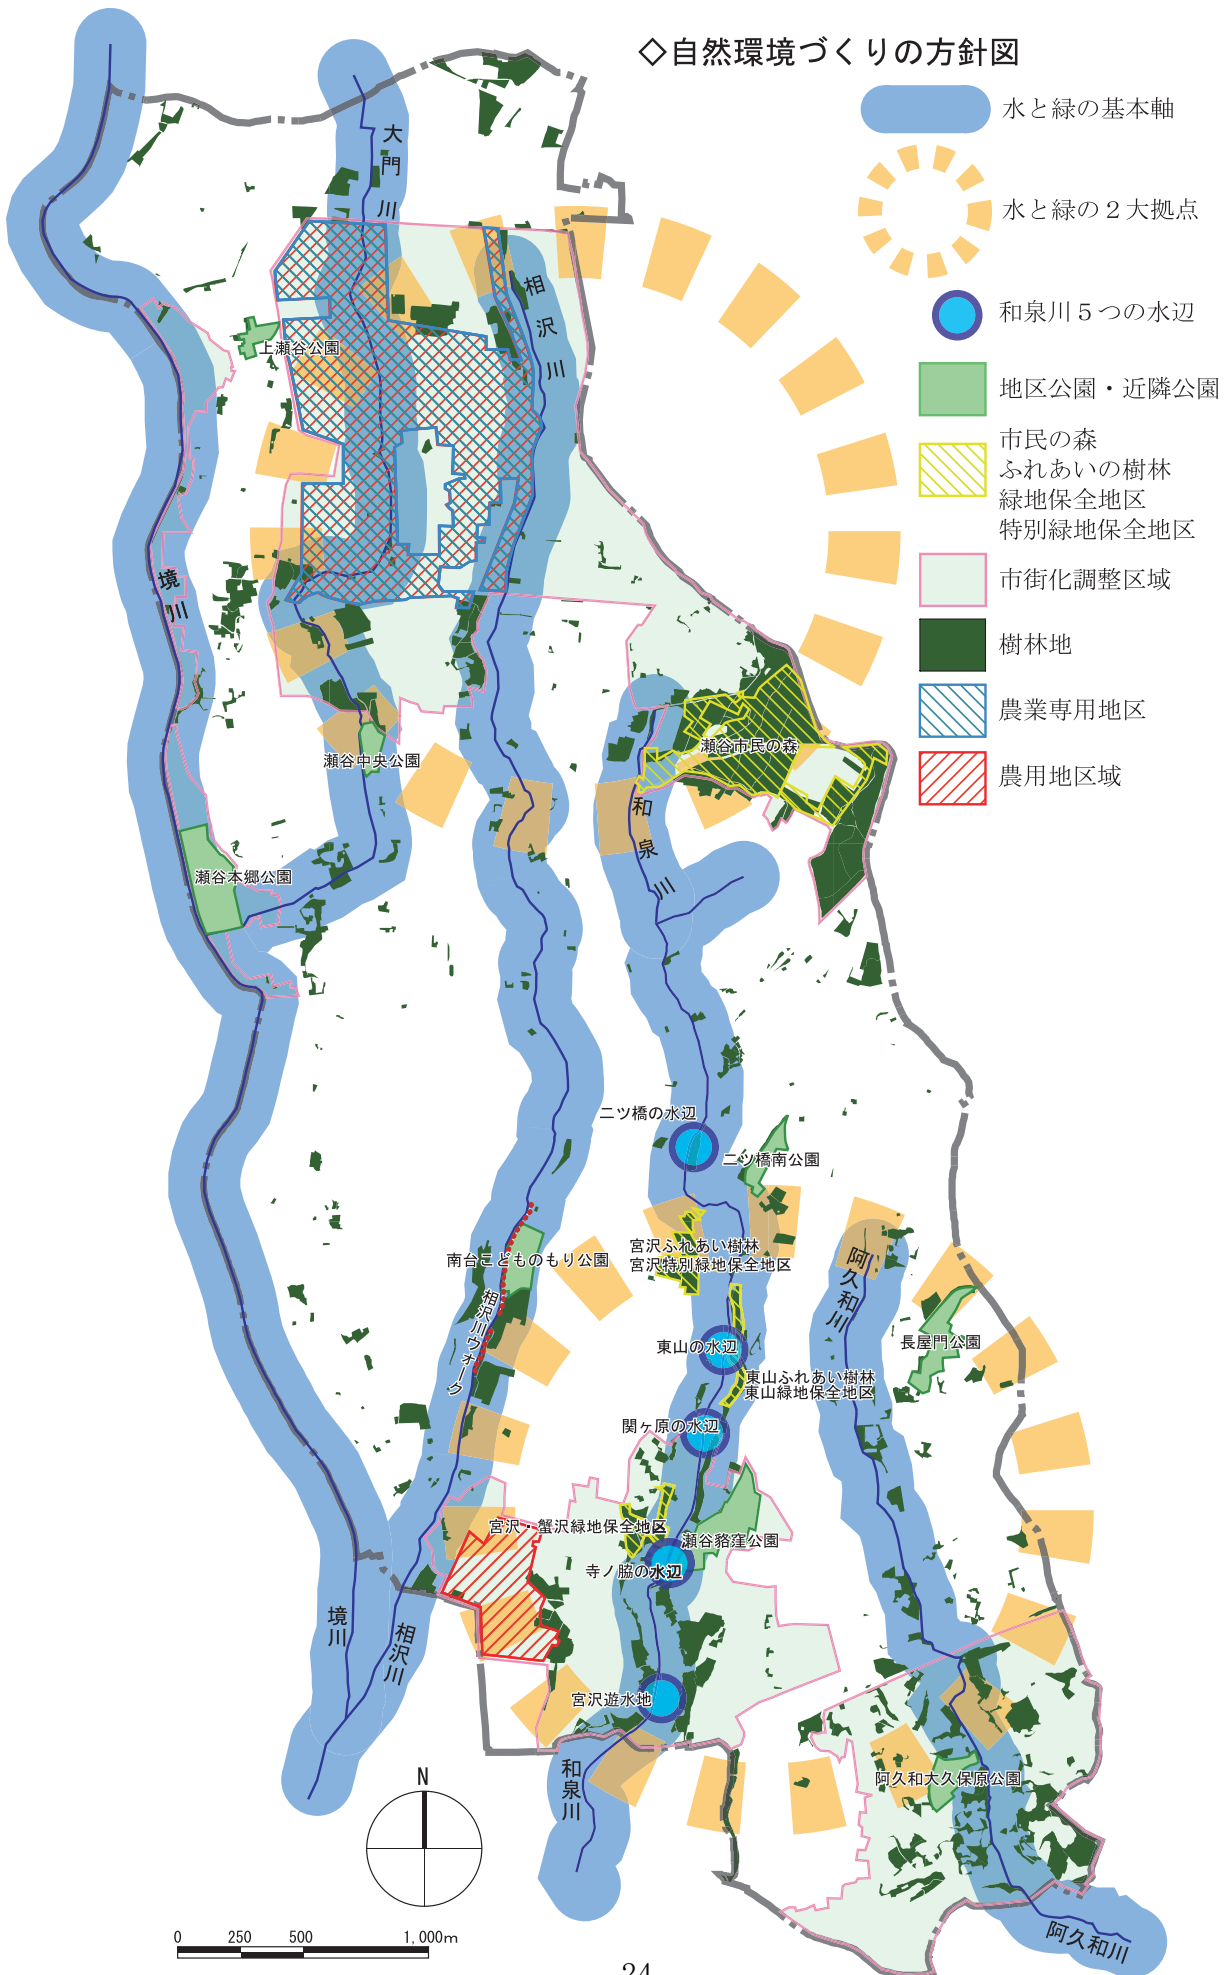 ◇自然環境づくりの方針図
水と緑の基本軸
水と緑の２大拠点
和泉川５つの水辺
地区公園・近隣公園
市民の森
ふれあいの樹林
緑地保全地区
特別緑地保全地区
市街化調整区域
樹林地
農業専用地区
農用地区域
大門川
相沢川
上瀬谷公園
境川
瀬谷市民の森
瀬谷中央公園
和泉川
瀬谷本郷公園
二ツ橋の水辺
二ツ橋南公園
宮沢ふれあい樹林
宮沢特別緑地保全地区
南台こどものもり公園
阿久和川
相沢川ウォーク
長屋門公園
東山の水辺
東山ふれあい樹林
東山緑地保全地区
関ヶ原の水辺
宮沢・蟹沢緑地保全地区
瀬谷貉窪公園
寺ノ脇の水辺
境川
相沢川
宮沢遊水地
和泉川
阿久和大久保原公園
N
阿久和川
0 250 500 1,000m
24